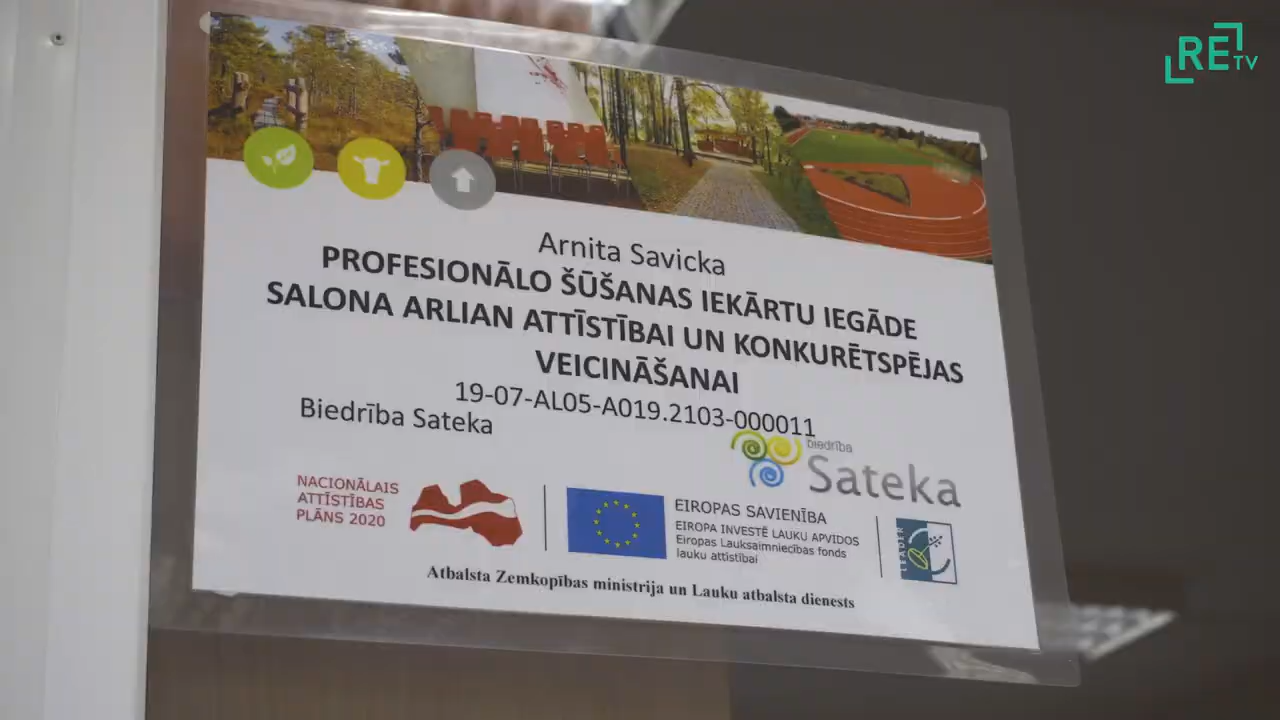 RE TV
Arnita Savicka
PROFESIONĀLO ŠŪŠANAS IEKĀRTU IEGĀDE
SALONA ARLIAN ATTĪSTĪBAI UN KONKURĒTSPĒJAS
VEICINĀŠANAI
19-07-AL05-A019.2103-000011
Biedrība Sateka
biedrība
Sateka
NACIONĀLAIS
ATTĪSTĪBAS
PLĀNS 2020
EIROPAS SAVIENĪBA
EIROPA INVESTĒ LAUKU APVIDOS
Eiropas Lauksaimniecības fonds
lauku attīstībai
LEADER
Atbalsta Zemkopības ministrija un Lauku atbalsta dienests